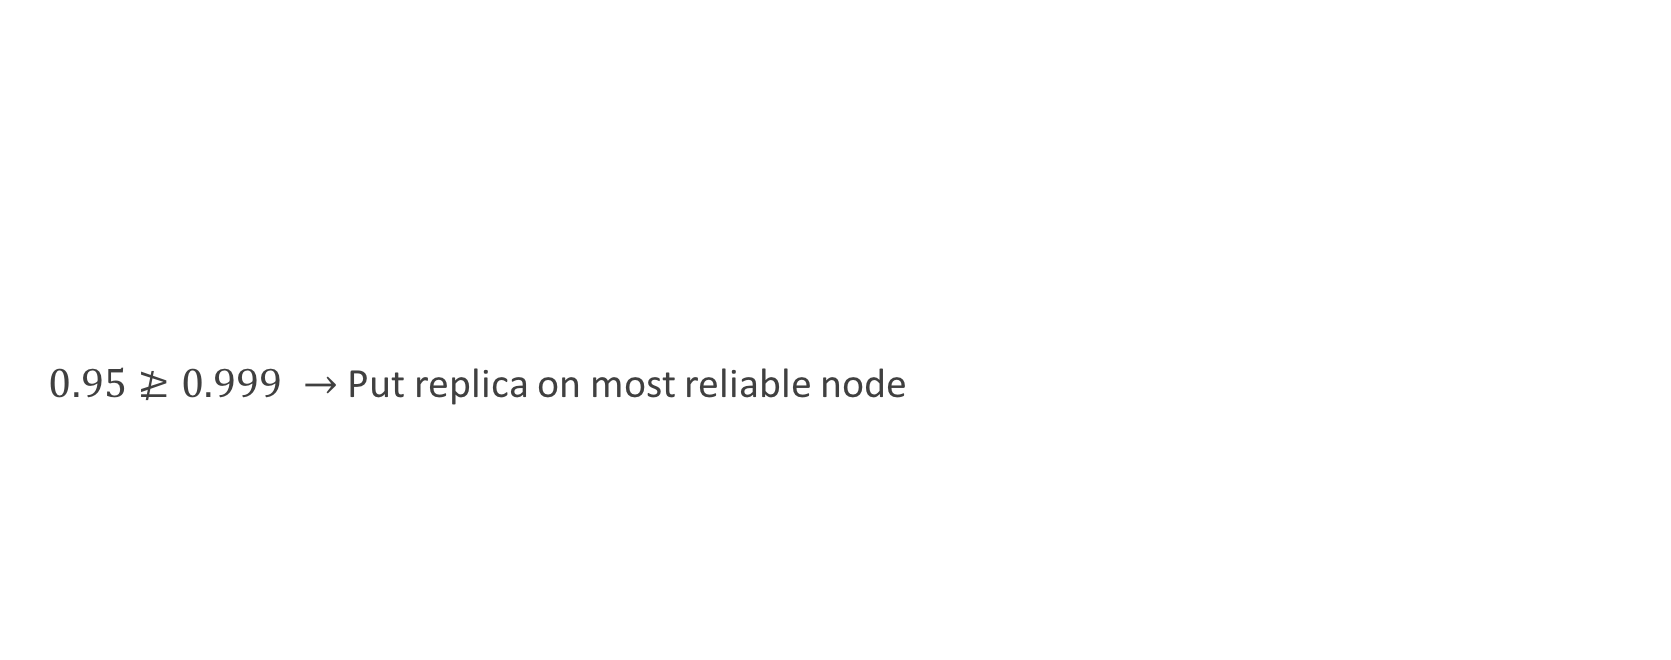 0.95 ≱ 0.999 → Put replica on most reliable node